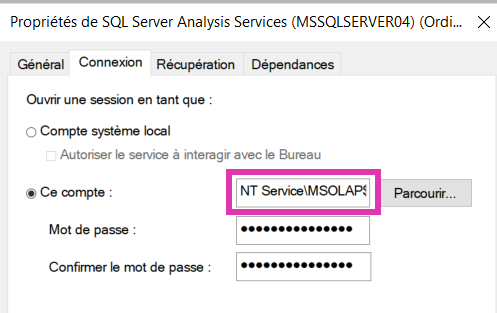 Propriétés de SQL Server Analysis Services (MSSQLSERVER04) (Ordi...
Général Connexion Récupération Dépendances
Ouvrir une session en tant que :
Compte système local
Autoriser le service à interagir avec le Bureau
Ce compte : NT Service\MSOLAPS Parcourir...
Mot de passe : •••••••••••••••
Confirmer le mot de passe : •••••••••••••••